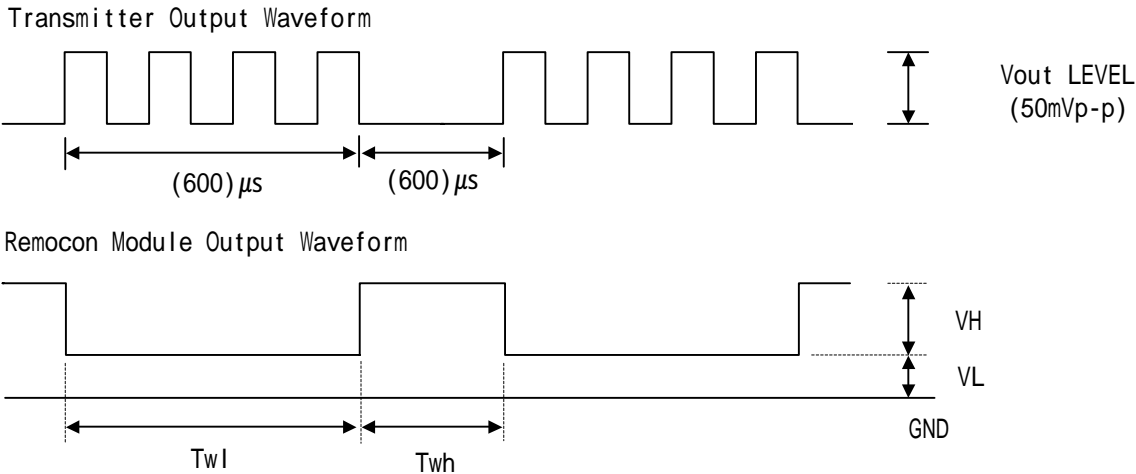 Transmitter Output Waveform
Vout LEVEL
(50mVp-p)
(600)μs
(600)μs
Remocon Module Output Waveform
VH
VL
GND
Twl
Twh